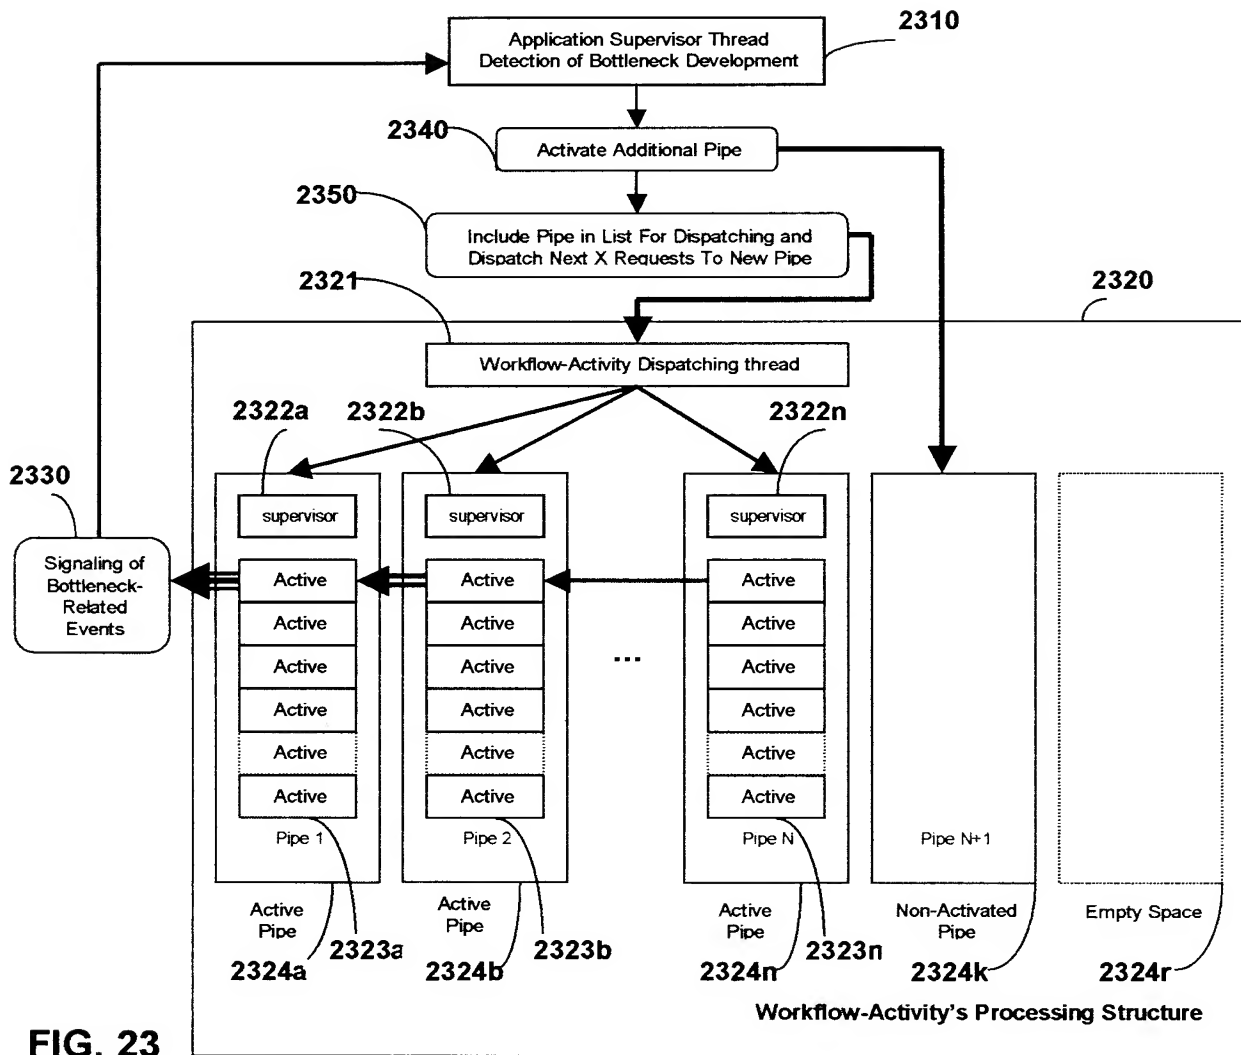 2310
Application Supervisor Thread
Detection of Bottleneck Development
2340
Activate Additional Pipe
2350
Include Pipe in List For Dispatching and
Dispatch Next X Requests To New Pipe
2321
2320
Workflow-Activity Dispatching thread
2322a
2322b
2322n
2330
supervisor
supervisor
supervisor
Signaling of
Bottleneck-
Related
Events
Active
Active
Active
Active
Active
Active
Active
Active
Active
...
Active
Active
Active
Active
Active
Active
Active
Active
Active
Pipe 1
Pipe 2
Pipe N
Pipe N+1
Active
Pipe
Active
Pipe
Active
Pipe
Non-Activated
Pipe
Empty Space
2323a
2323b
2323n
2324a
2324b
2324n
2324k
2324r
Workflow-Activity's Processing Structure
FIG. 23